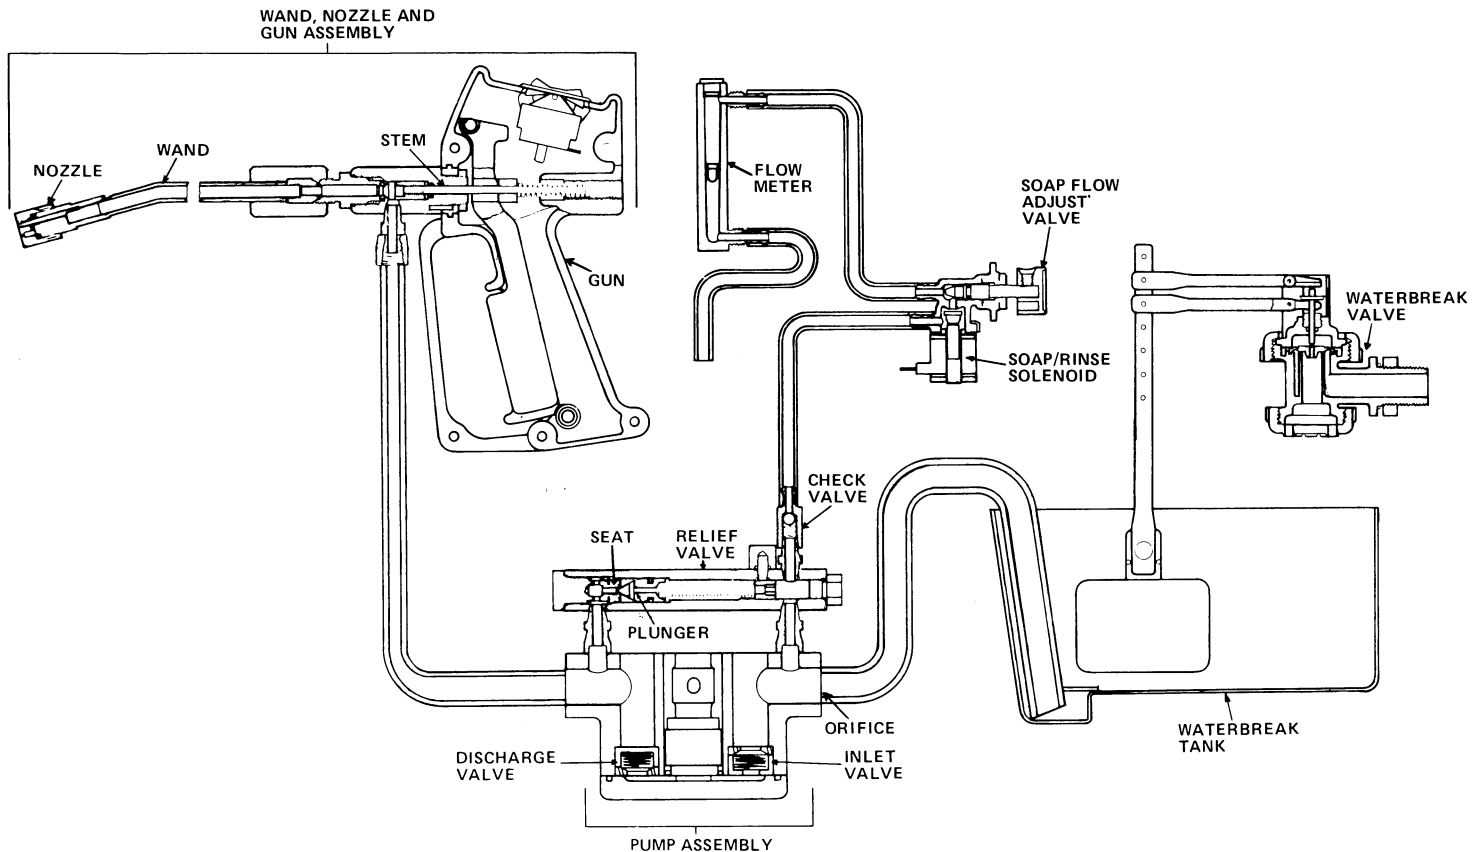 WAND, NOZZLE AND
GUN ASSEMBLY
NOZZLE
WAND
STEM
GUN
FLOW
METER
SOAP FLOW
ADJUST'
VALVE
WATERBREAK
VALVE
SOAP/RINSE
SOLENOID
CHECK
VALVE
SEAT
RELIEF
VALVE
PLUNGER
ORIFICE
DISCHARGE
VALVE
INLET
VALVE
WATERBREAK
TANK
PUMP ASSEMBLY